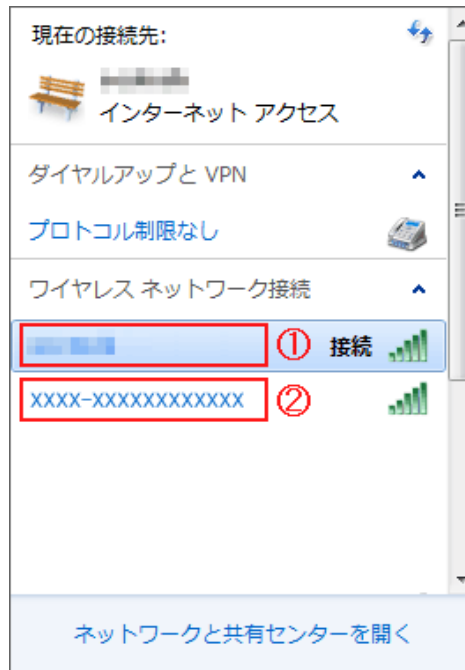 現在の接続先:
インターネット アクセス
ダイヤルアップと VPN
プロトコル制限なし
ワイヤレス ネットワーク接続
① 接続
XXXX-XXXXXXXXXXXX ②
ネットワークと共有センターを開く